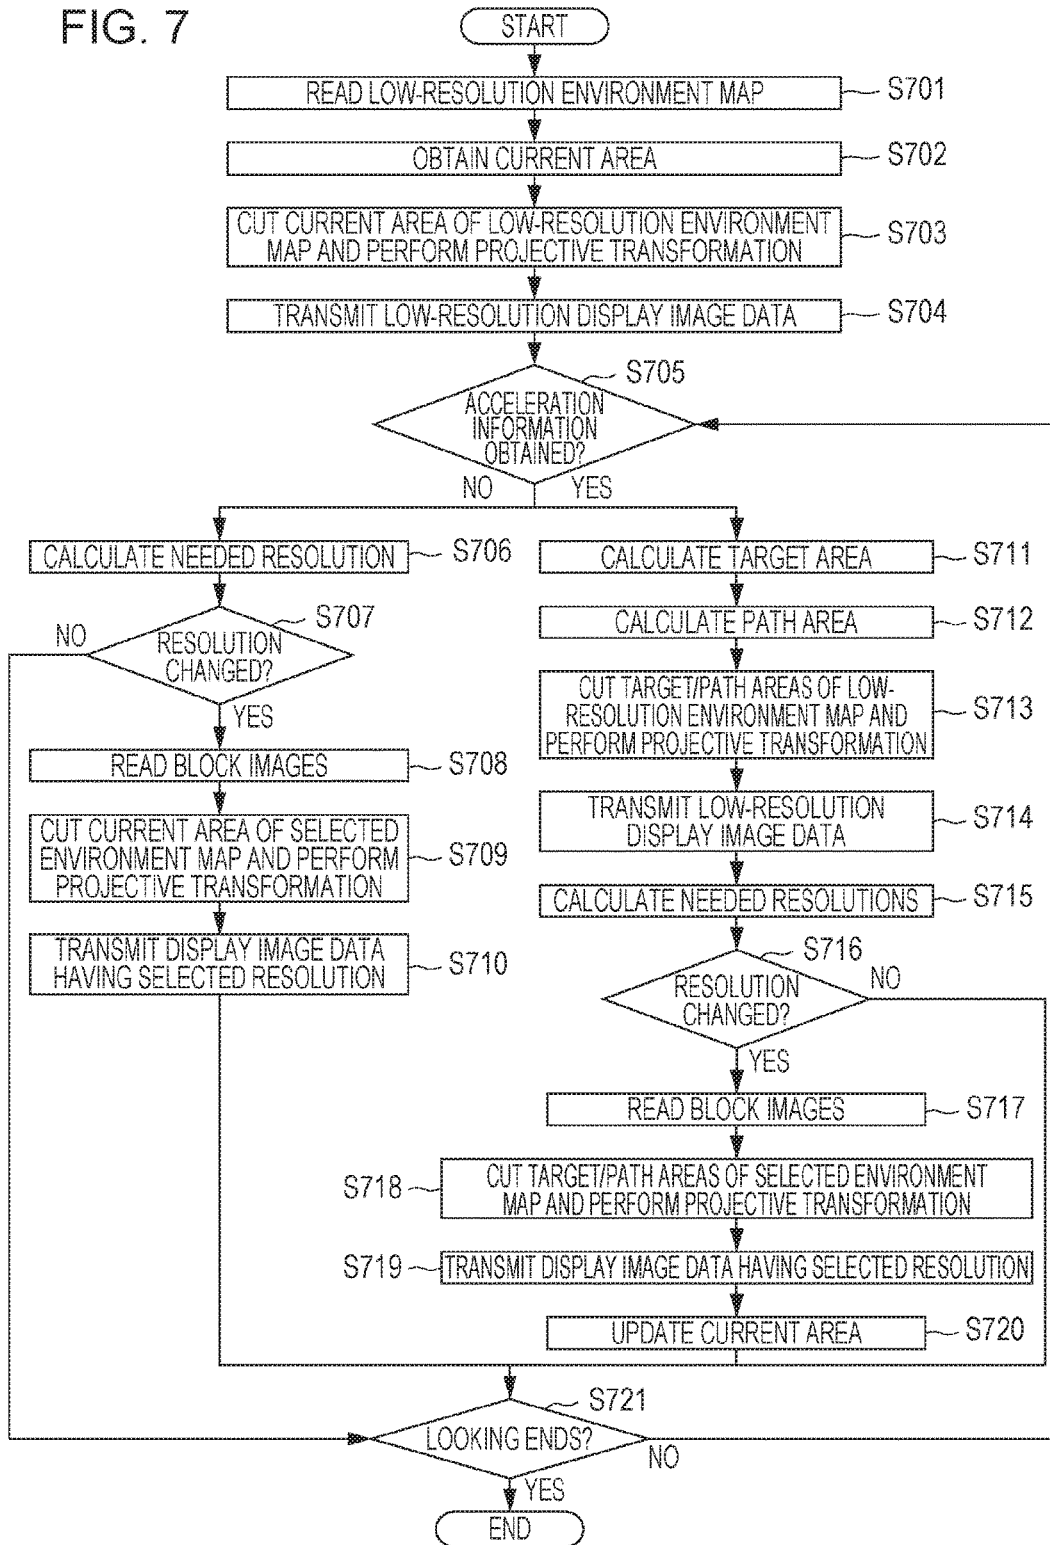 FIG. 7
START
READ LOW-RESOLUTION ENVIRONMENT MAP
S701
OBTAIN CURRENT AREA
S702
CUT CURRENT AREA OF LOW-RESOLUTION ENVIRONMENT
MAP AND PERFORM PROJECTIVE TRANSFORMATION
S703
TRANSMIT LOW-RESOLUTION DISPLAY IMAGE DATA
S704
S705
ACCELERATION
INFORMATION
OBTAINED?
NO
YES
CALCULATE NEEDED RESOLUTION
S706
S707
NO
RESOLUTION
CHANGED?
YES
READ BLOCK IMAGES
S708
CUT CURRENT AREA OF SELECTED
ENVIRONMENT MAP AND PERFORM
PROJECTIVE TRANSFORMATION
S709
TRANSMIT DISPLAY IMAGE DATA
HAVING SELECTED RESOLUTION
S710
CALCULATE TARGET AREA
S711
CALCULATE PATH AREA
S712
CUT TARGET/PATH AREAS OF LOW-
RESOLUTION ENVIRONMENT MAP AND
PERFORM PROJECTIVE TRANSFORMATION
S713
TRANSMIT LOW-RESOLUTION
DISPLAY IMAGE DATA
S714
CALCULATE NEEDED RESOLUTIONS
S715
S716
RESOLUTION
CHANGED?
NO
YES
READ BLOCK IMAGES
S717
S718
CUT TARGET/PATH AREAS OF SELECTED ENVIRONMENT
MAP AND PERFORM PROJECTIVE TRANSFORMATION
S719
TRANSMIT DISPLAY IMAGE DATA HAVING SELECTED RESOLUTION
UPDATE CURRENT AREA
S720
S721
LOOKING ENDS?
NO
YES
END